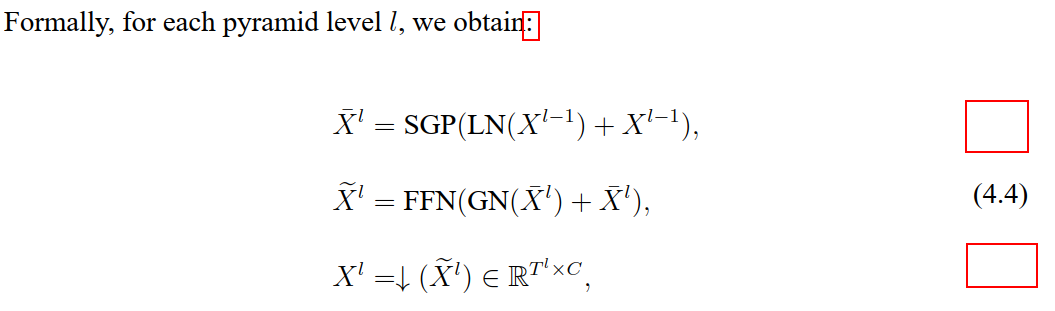 Formally, for each pyramid level l, we obtain:
X̄^l = SGP(LN(X^{l−1}) + X^{l−1}),
X̃^l = FFN(GN(X̄^l) + X̄^l), (4.4)
X^l =↓ (X̃^l) ∈ ℝ^{T^l×C},